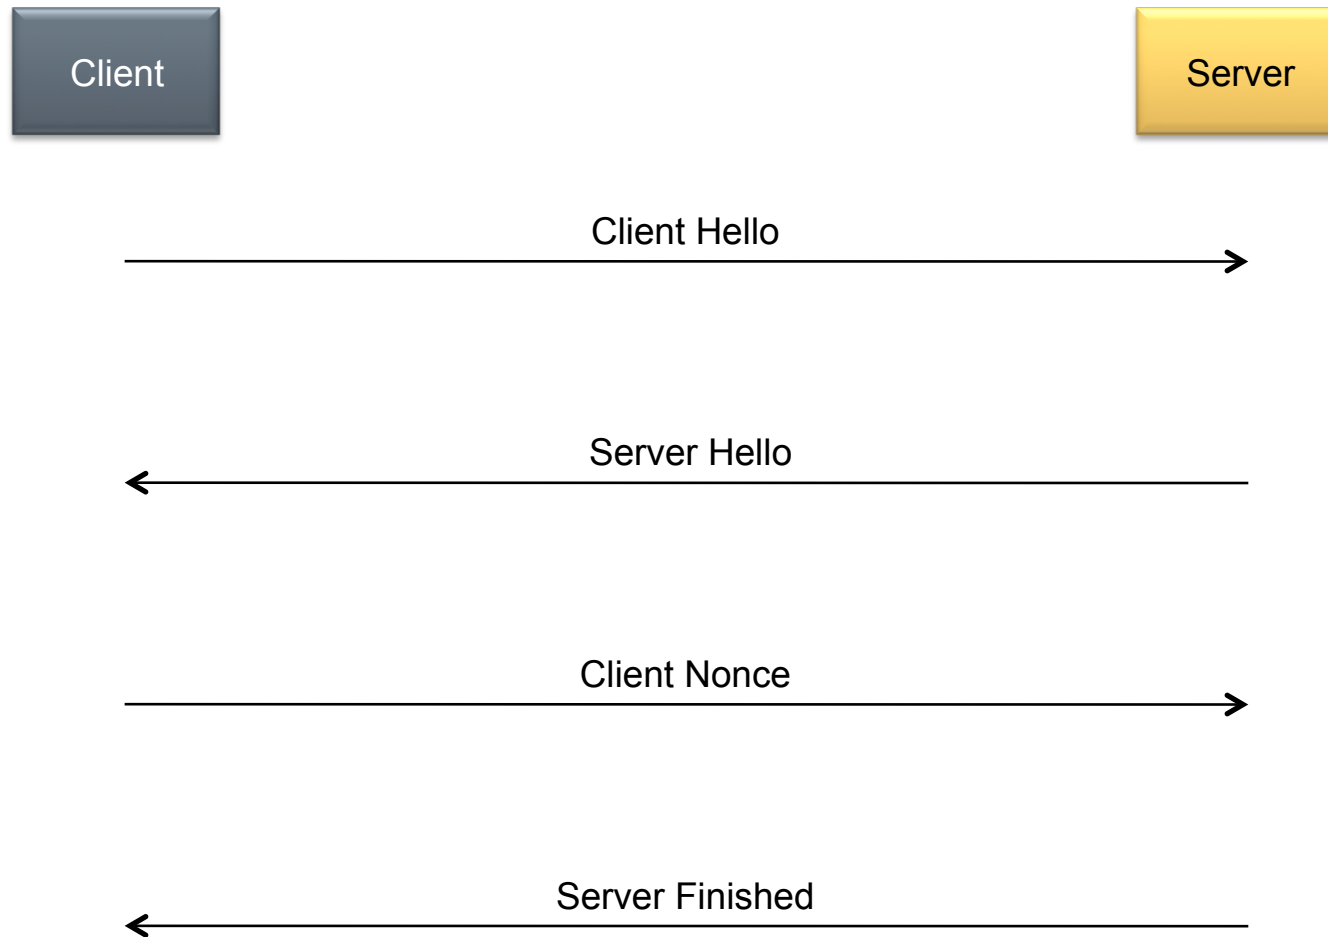 Client
Server
Client Hello
Server Hello
Client Nonce
Server Finished